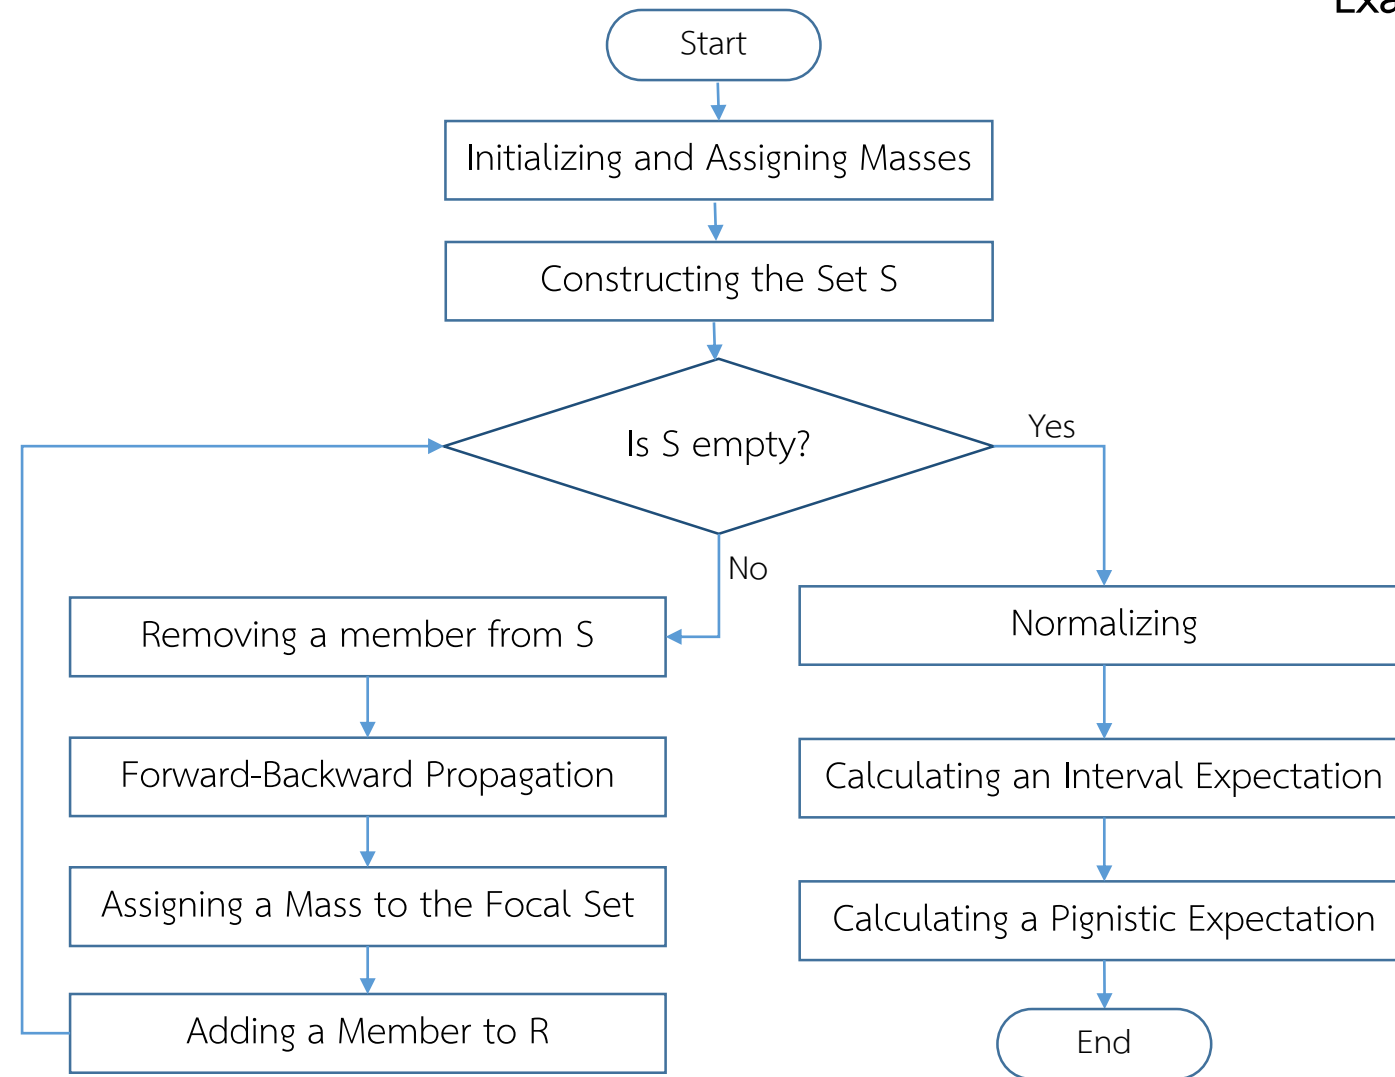 Exa
Start
Initializing and Assigning Masses
Constructing the Set S
Is S empty?
Yes
No
Removing a member from S
Normalizing
Forward-Backward Propagation
Calculating an Interval Expectation
Assigning a Mass to the Focal Set
Calculating a Pignistic Expectation
Adding a Member to R
End